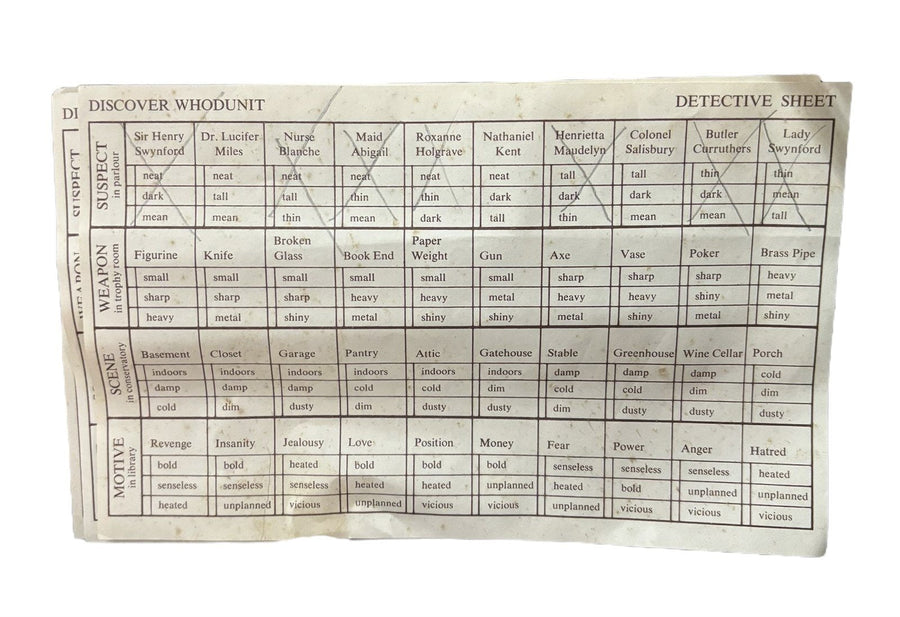 DISCOVER WHODUNIT DETECTIVE SHEET
DI
SUSPECT
WEAPON
SUSPECT
in parlour
Sir Henry Dr. Lucifer Nurse Maid Roxanne Nathaniel Henrietta Colonel Butler Lady
Swynford Miles Blanche Abigail Holgrave Kent Maudelyn Salisbury Curruthers Swynford
neat neat neat neat neat neat tall tall thin thin
dark tall tall thin thin dark dark dark dark mean
mean mean thin mean dark tall thin mean mean tall
WEAPON
in trophy room
Broken Paper
Figurine Knife Glass Book End Weight Gun Axe Vase Poker Brass Pipe
small small small small small small sharp sharp sharp heavy
sharp sharp sharp heavy heavy metal heavy heavy shiny metal
heavy metal shiny metal shiny shiny metal shiny metal shiny
SCENE
in conservatory
Basement Closet Garage Pantry Attic Gatehouse Stable Greenhouse Wine Cellar Porch
indoors indoors indoors indoors indoors indoors damp damp damp cold
damp damp damp cold cold dim cold cold dim dim
cold dim dusty dim dusty dusty dim dusty dusty dusty
MOTIVE
in library
Revenge Insanity Jealousy Love Position Money Fear Power Anger Hatred
bold bold heated bold bold bold senseless senseless senseless heated
senseless senseless senseless heated heated unplanned heated bold unplanned unplanned
heated unplanned vicious unplanned vicious vicious unplanned vicious vicious vicious